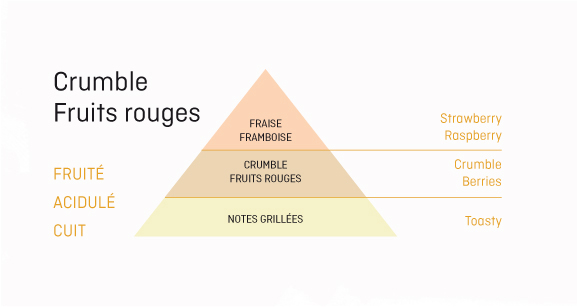 Crumble
Fruits rouges
FRUITÉ
ACIDULÉ
CUIT
FRAISE
FRAMBOISE
CRUMBLE
FRUITS ROUGES
NOTES GRILLÉES
Strawberry
Raspberry
Crumble
Berries
Toasty